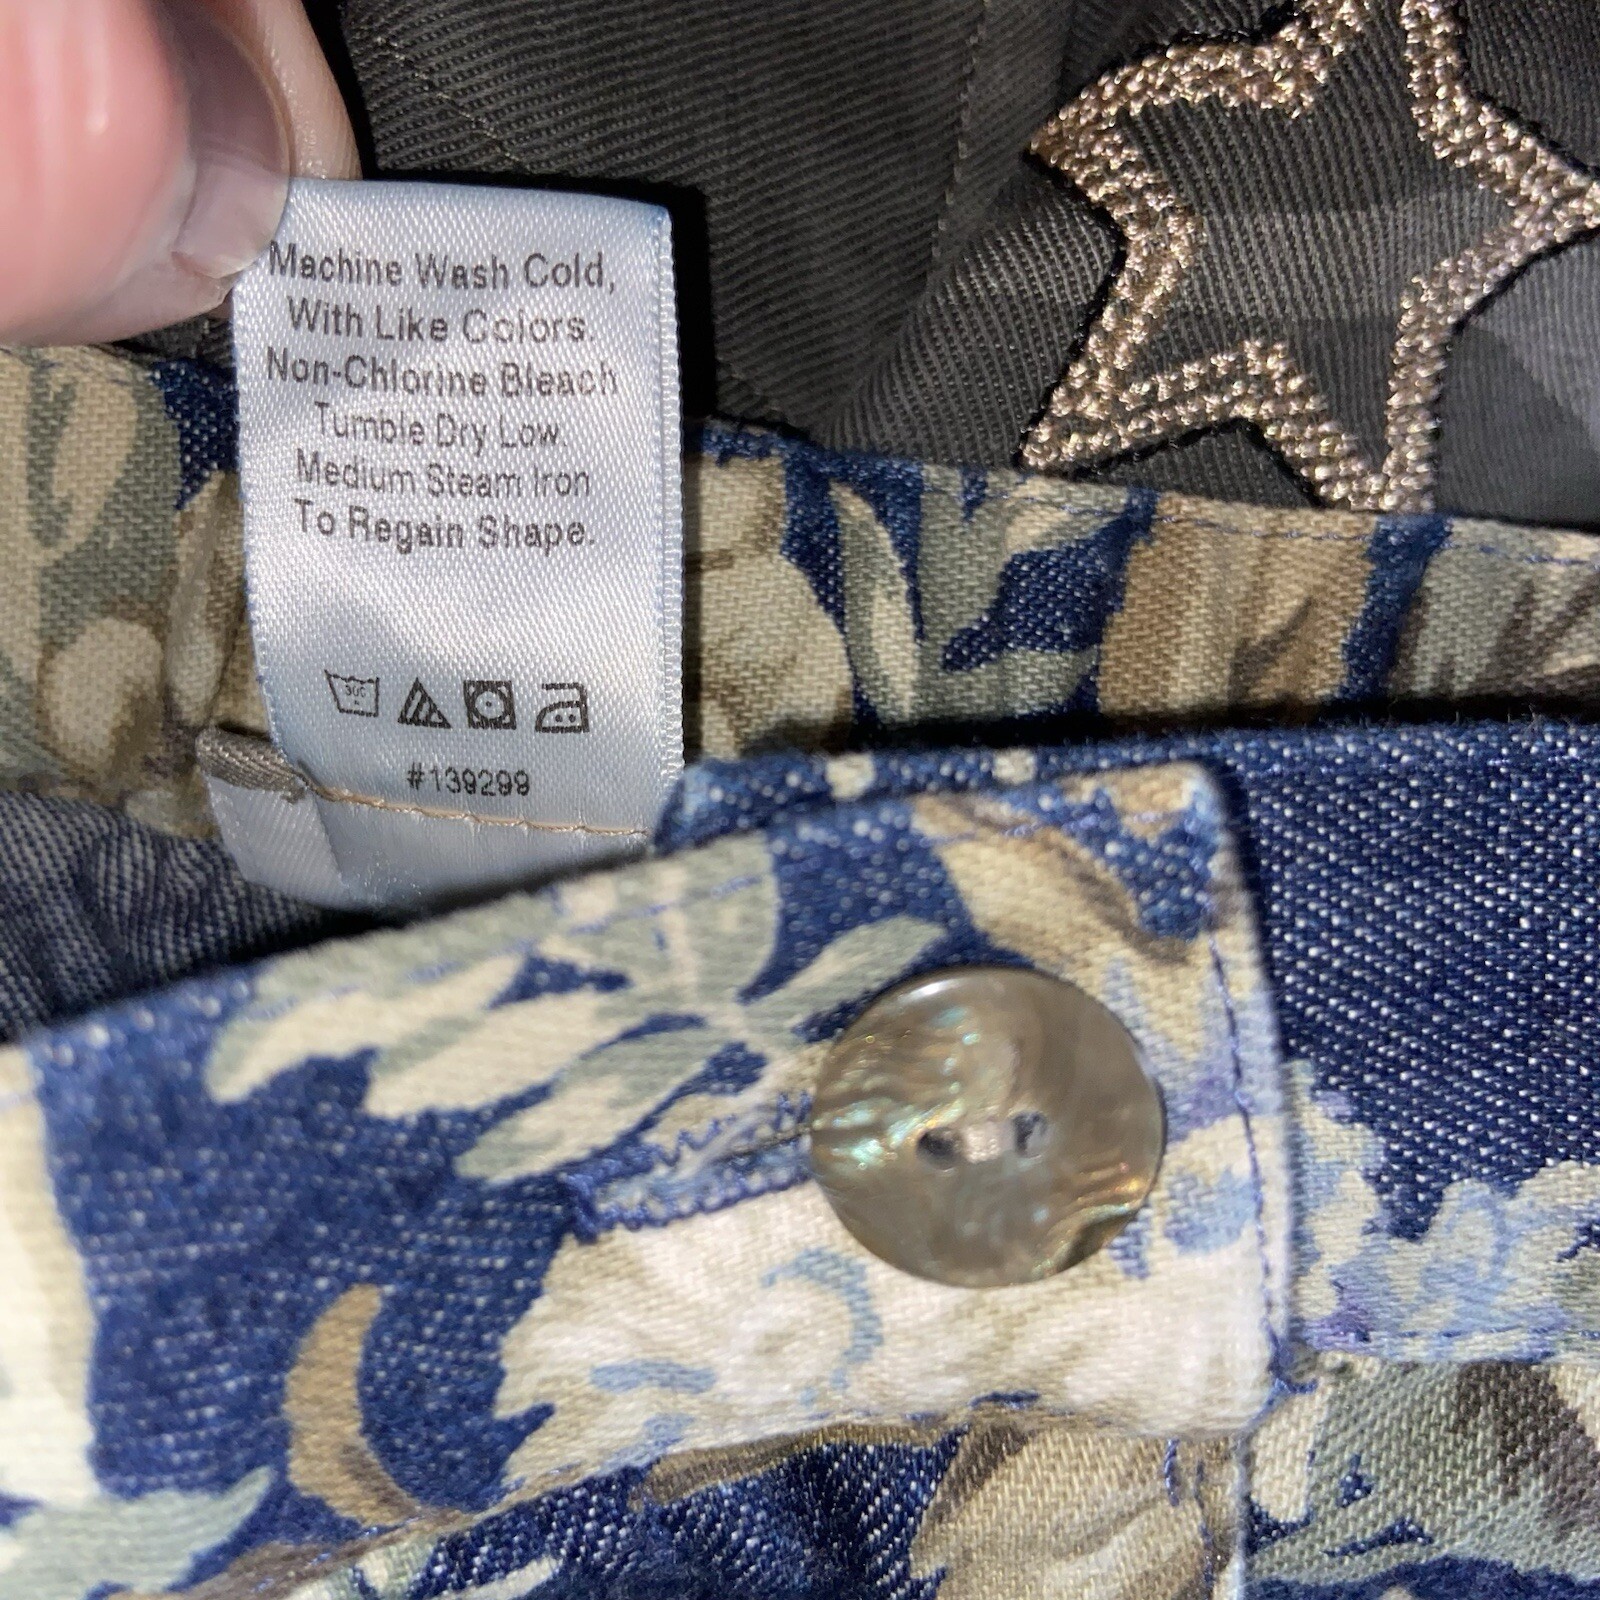 Machine Wash Cold,
With Like Colors.
Non-Chlorine Bleach
Tumble Dry Low.
Medium Steam Iron
To Regain Shape.
30C
#139299